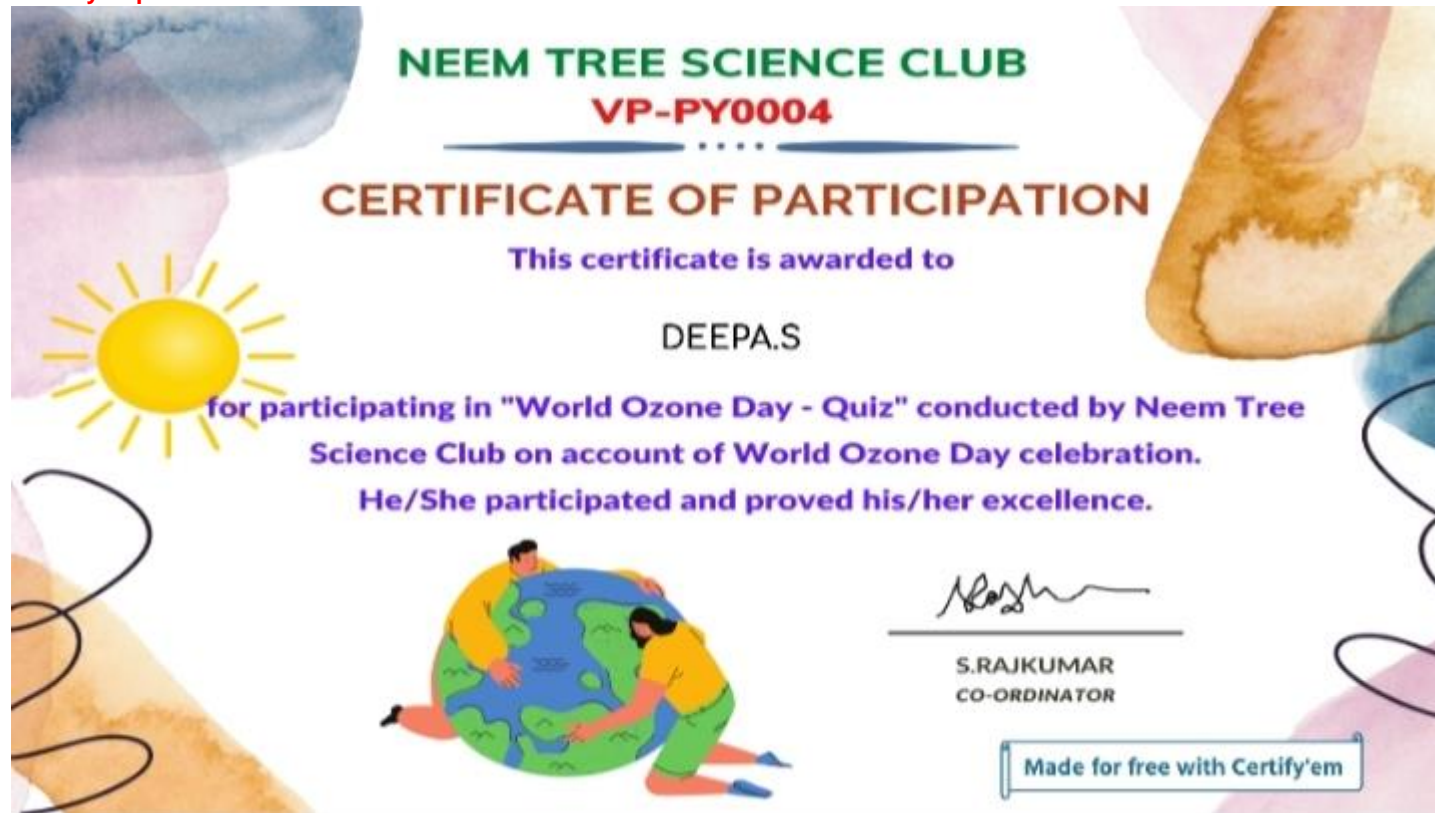 NEEM TREE SCIENCE CLUB
VP-PY0004
CERTIFICATE OF PARTICIPATION
This certificate is awarded to
DEEPA.S
for participating in "World Ozone Day - Quiz" conducted by Neem Tree
Science Club on account of World Ozone Day celebration.
He/She participated and proved his/her excellence.
S.RAJKUMAR
CO-ORDINATOR
Made for free with Certify'em